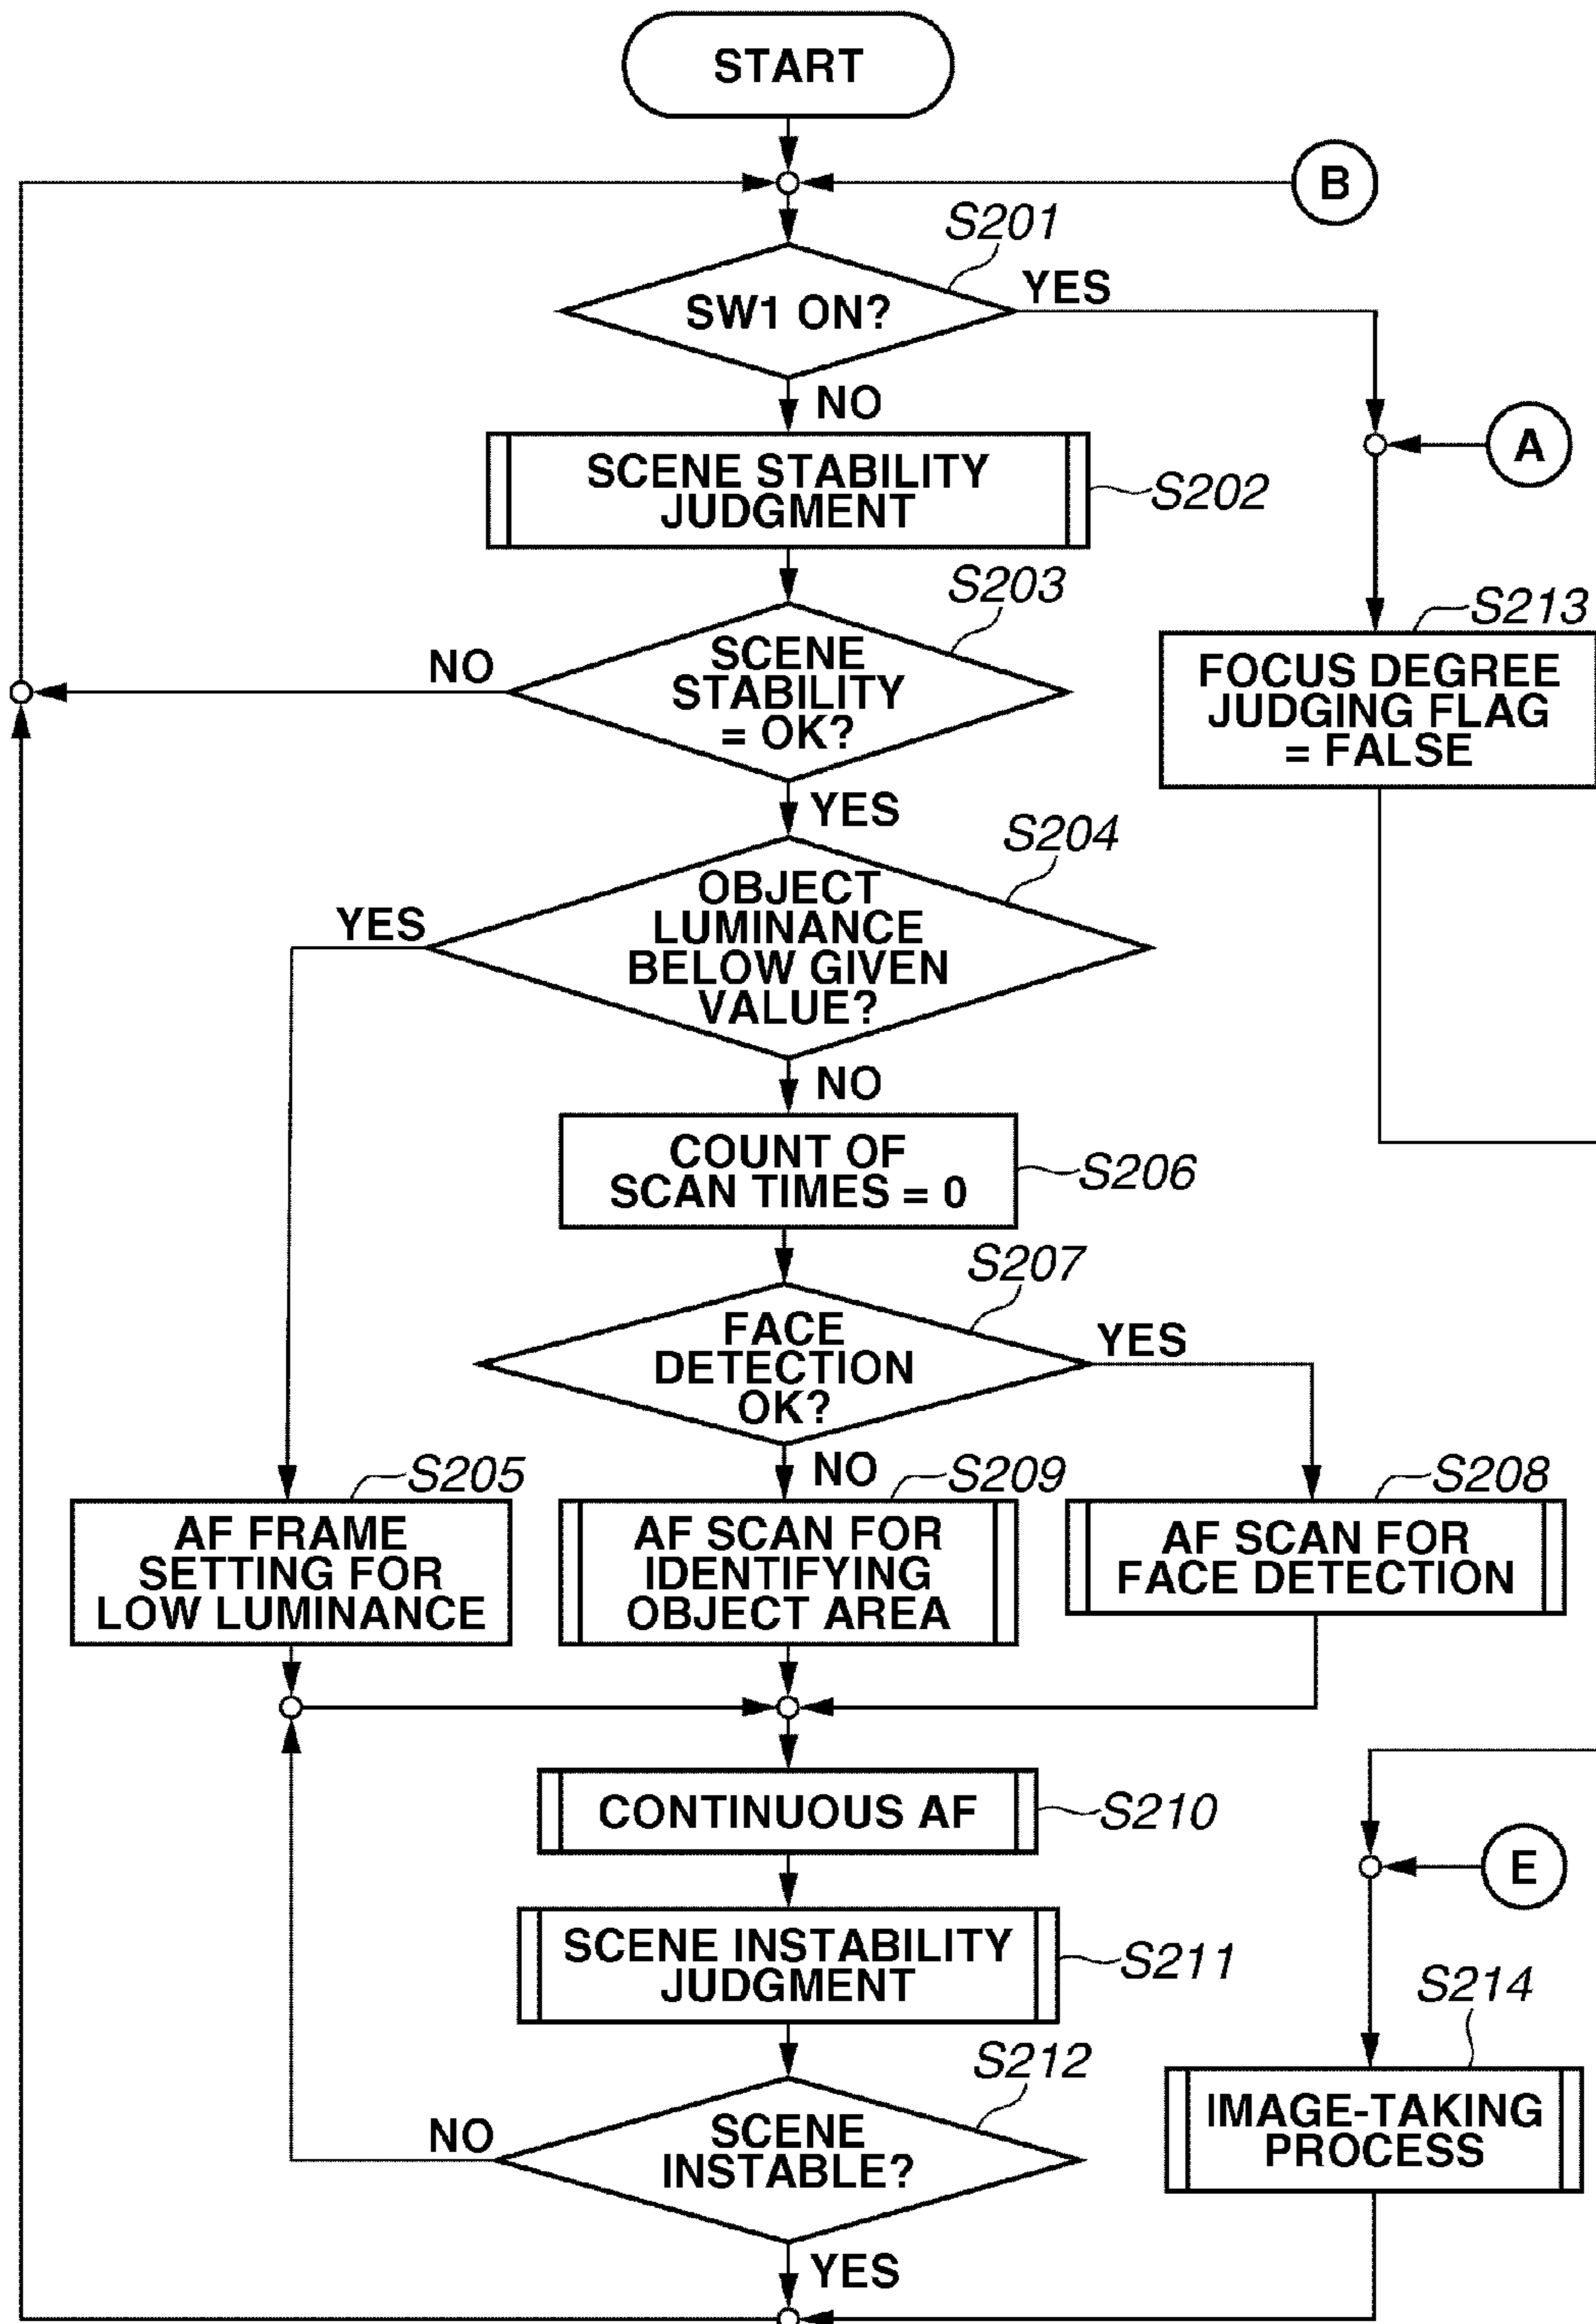 START
B
S201
SW1 ON?
YES
NO
A
SCENE STABILITY
JUDGMENT
S202
S203
SCENE
STABILITY
= OK?
NO
YES
S213
FOCUS DEGREE
JUDGING FLAG
= FALSE
S204
OBJECT
LUMINANCE
BELOW GIVEN
VALUE?
YES
NO
COUNT OF
SCAN TIMES = 0
S206
S207
FACE
DETECTION
OK?
YES
NO
S205
AF FRAME
SETTING FOR
LOW LUMINANCE
S209
AF SCAN FOR
IDENTIFYING
OBJECT AREA
S208
AF SCAN FOR
FACE DETECTION
CONTINUOUS AF
S210
E
SCENE INSTABILITY
JUDGMENT
S211
S214
IMAGE-TAKING
PROCESS
S212
SCENE
INSTABLE?
NO
YES